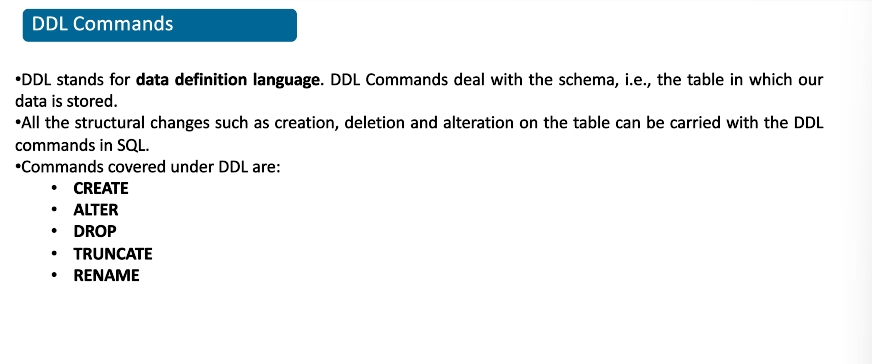 DDL Commands
•DDL stands for data definition language. DDL Commands deal with the schema, i.e., the table in which our
data is stored.
•All the structural changes such as creation, deletion and alteration on the table can be carried with the DDL
commands in SQL.
•Commands covered under DDL are:
• CREATE
• ALTER
• DROP
• TRUNCATE
• RENAME